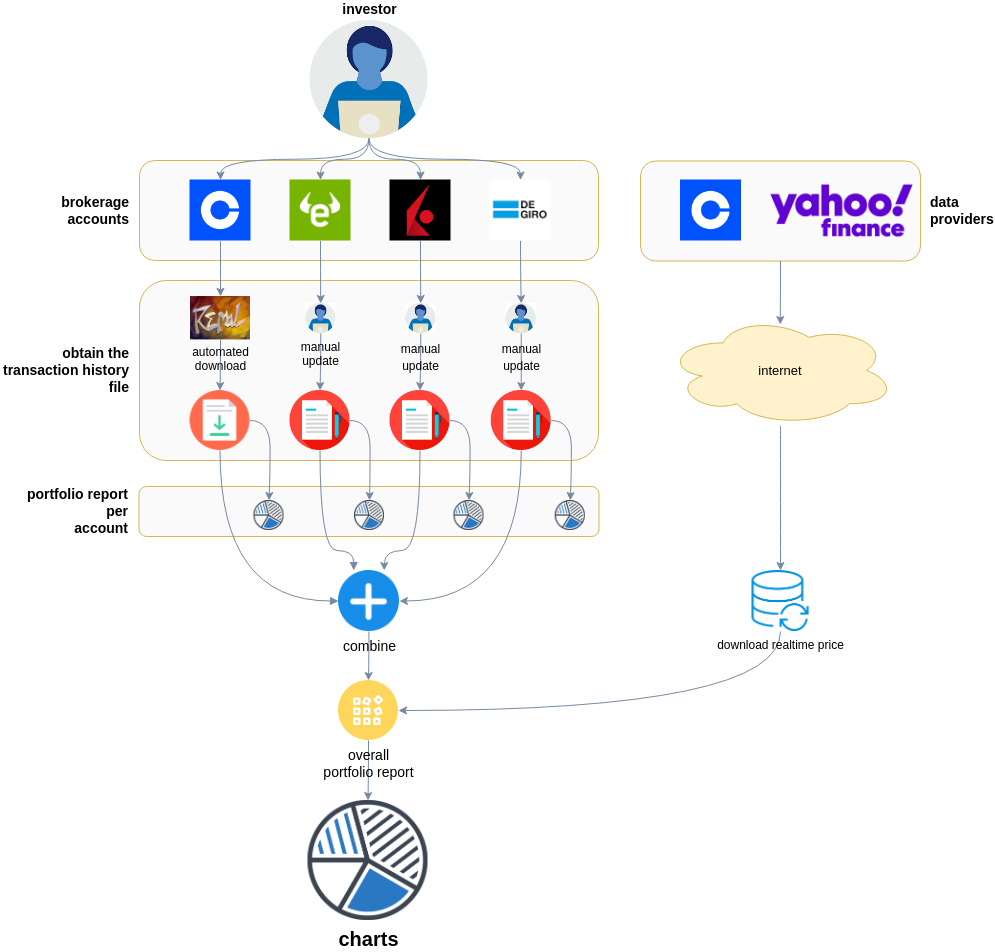 investor
brokerage
accounts
e
DE
GIRO
yahoo!
finance
data
providers
obtain the
transaction history
file
automated
download
manual
update
manual
update
manual
update
internet
portfolio report
per
account
combine
download realtime price
overall
portfolio report
charts